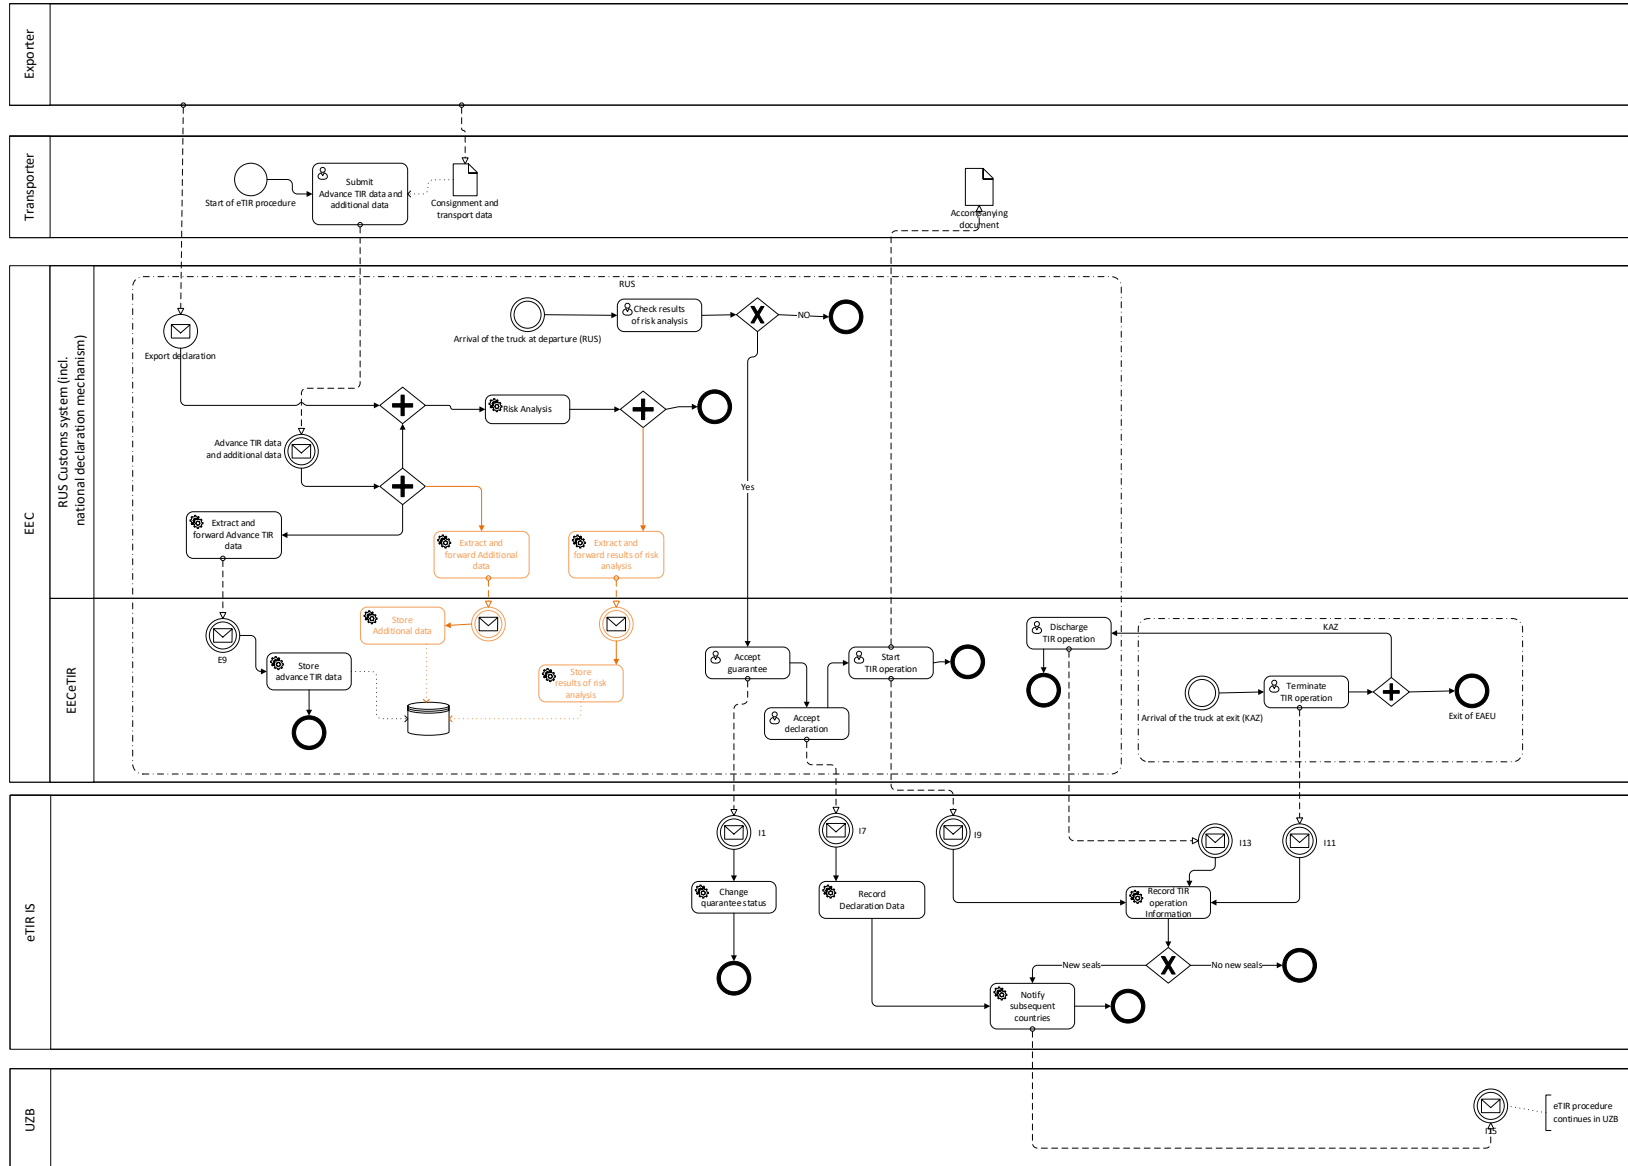 Exporter
Transporter
Start of eTIR procedure
Submit
Advance TIR data and
additional data
Consignment and
transport data
Accompanying
document
EEC
RUS Customs system (incl.
national declaration mechanism)
RUS
Export declaration
Arrival of the truck at departure (RUS)
Check results
of risk analysis
X
NO
Yes
Risk Analysis
Advance TIR data
and additional data
Extract and
forward Advance TIR
data
Extract and
forward Additional
data
Extract and
forward results of risk
analysis
EECeTIR
E9
Store
advance TIR data
Store
Additional data
Store
results of risk
analysis
Accept
guarantee
Accept
declaration
Start
TIR operation
Discharge
TIR operation
KAZ
Arrival of the truck at exit (KAZ)
Terminate
TIR operation
Exit of EAEU
eTIR IS
I1
I7
I9
I13
I11
Change
quarantee status
Record
Declaration Data
Record TIR
operation
Information
New seals
X
No new seals
Notify
subsequent
countries
UZB
I15
eTIR procedure
continues in UZB